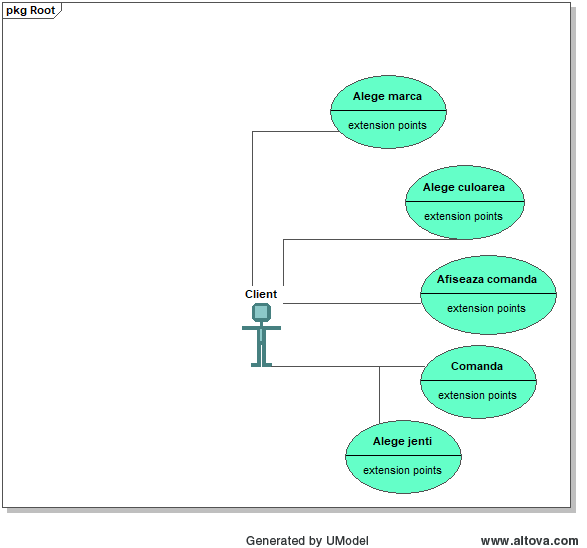 pkg Root
Alege marca
extension points
Alege culoarea
extension points
Afiseaza comanda
extension points
Client
Comanda
extension points
Alege jenti
extension points
Generated by UModel
www.altova.com